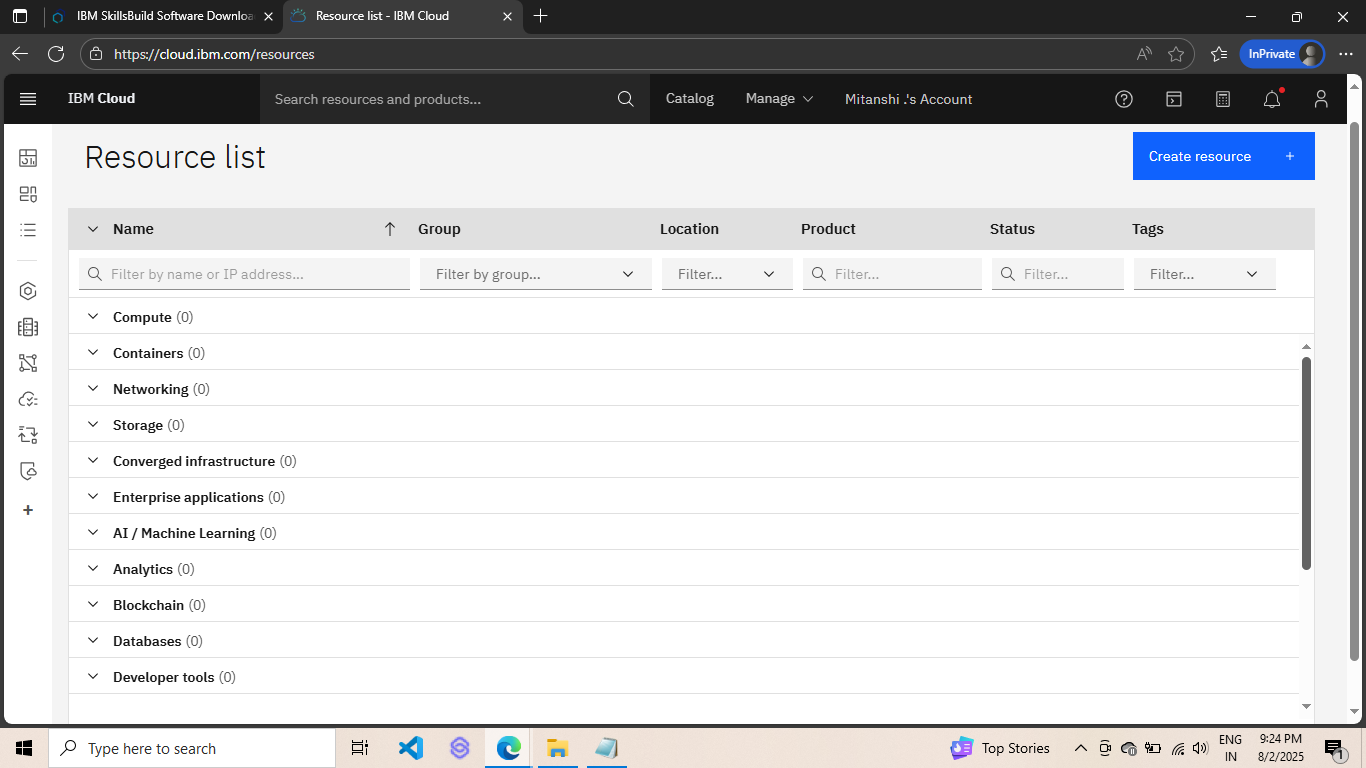 IBM SkillsBuild Software Downloa
Resource list - IBM Cloud
https://cloud.ibm.com/resources
InPrivate
IBM Cloud
Search resources and products...
Catalog
Manage
Mitanshi .'s Account
Resource list
Create resource +
Name
Group
Location
Product
Status
Tags
Filter by name or IP address...
Filter by group...
Filter...
Filter...
Filter...
Filter...
Compute (0)
Containers (0)
Networking (0)
Storage (0)
Converged infrastructure (0)
Enterprise applications (0)
AI / Machine Learning (0)
Analytics (0)
Blockchain (0)
Databases (0)
Developer tools (0)
Type here to search
Top Stories
ENG
IN
9:24 PM
8/2/2025
1